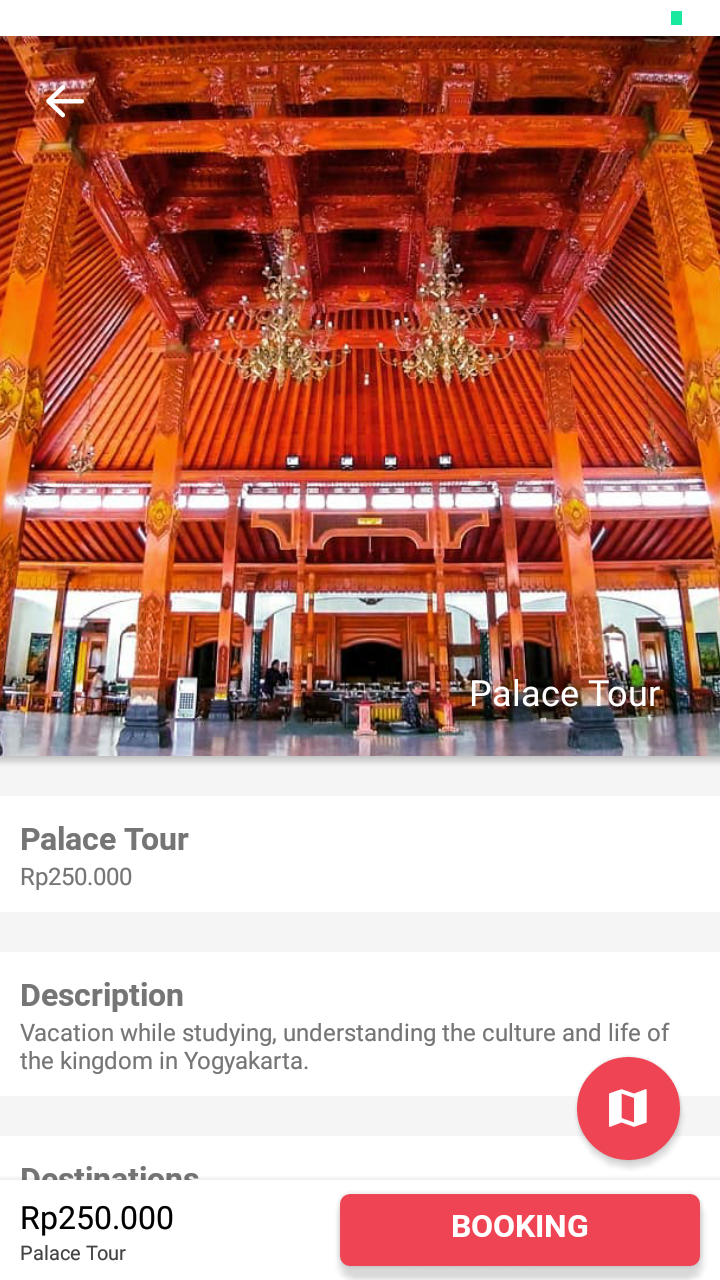 Palace Tour
Palace Tour
Rp250.000
Description
Vacation while studying, understanding the culture and life of
the kingdom in Yogyakarta.
Destinations
Rp250.000
Palace Tour
BOOKING